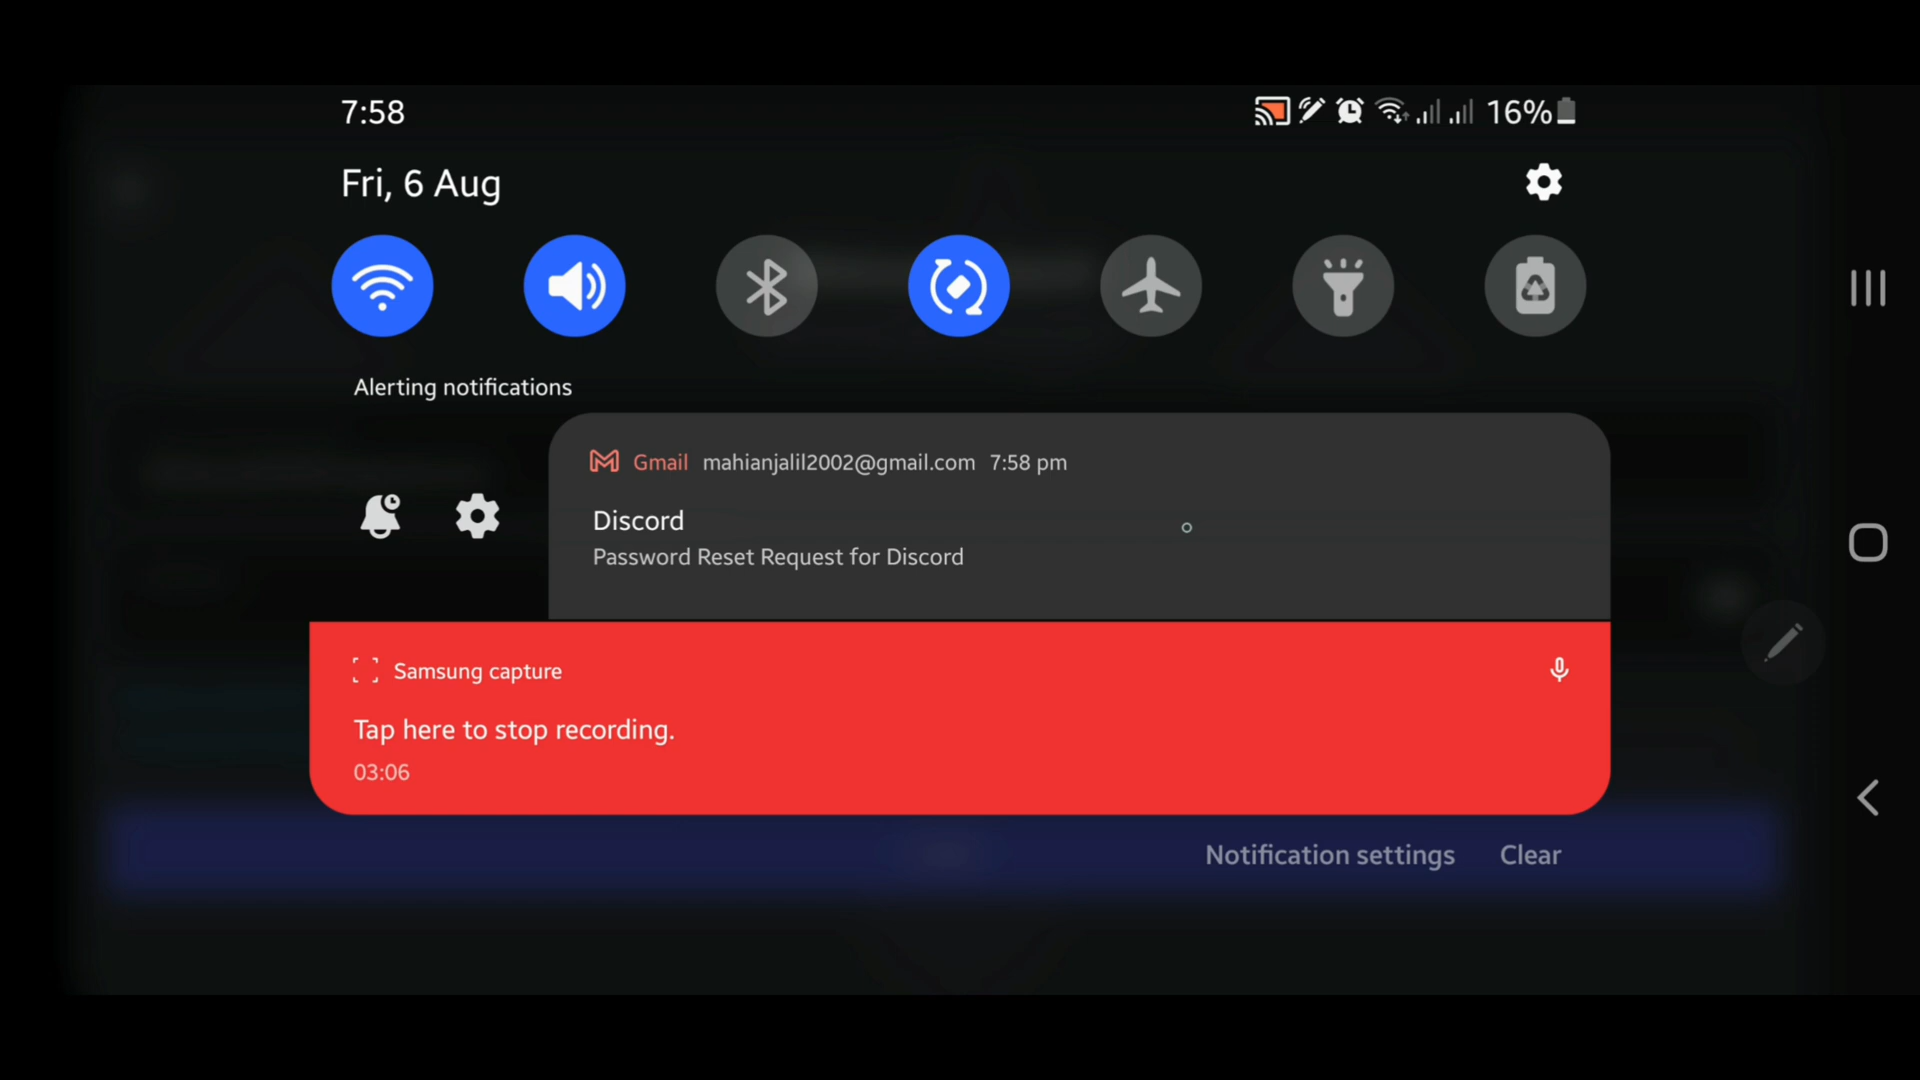 7:58
16%
Fri, 6 Aug
Alerting notifications
Gmail mahianjalil2002@gmail.com 7:58 pm
Discord
Password Reset Request for Discord
Samsung capture
Tap here to stop recording.
03:06
Notification settings Clear